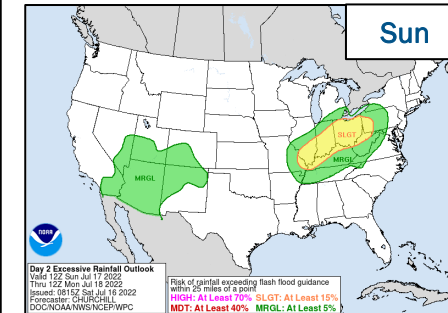 Sun
SLGT
MRGL
MRGL
NOAA
Day 2 Excessive Rainfall Outlook
Valid 12Z Sun Jul 17 2022
Thru 12Z Mon Jul 18 2022
Issued: 0815Z Sat Jul 16 2022
Forecaster: CHURCHILL
DOC/NOAA/NWS/NCEP/WPC
Risk of rainfall exceeding flash flood guidance
within 25 miles of a point
HIGH: At Least 70% SLGT: At Least 15%
MDT: At Least 40% MRGL: At Least 5%